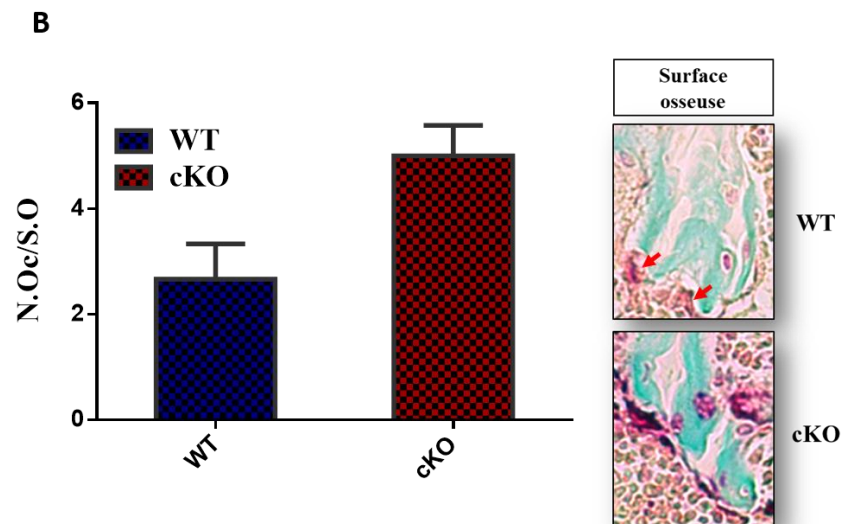 B
6
4
2
0
N.Oc/S.O
WT
cKO
WT
cKO
Surface
osseuse
WT
cKO